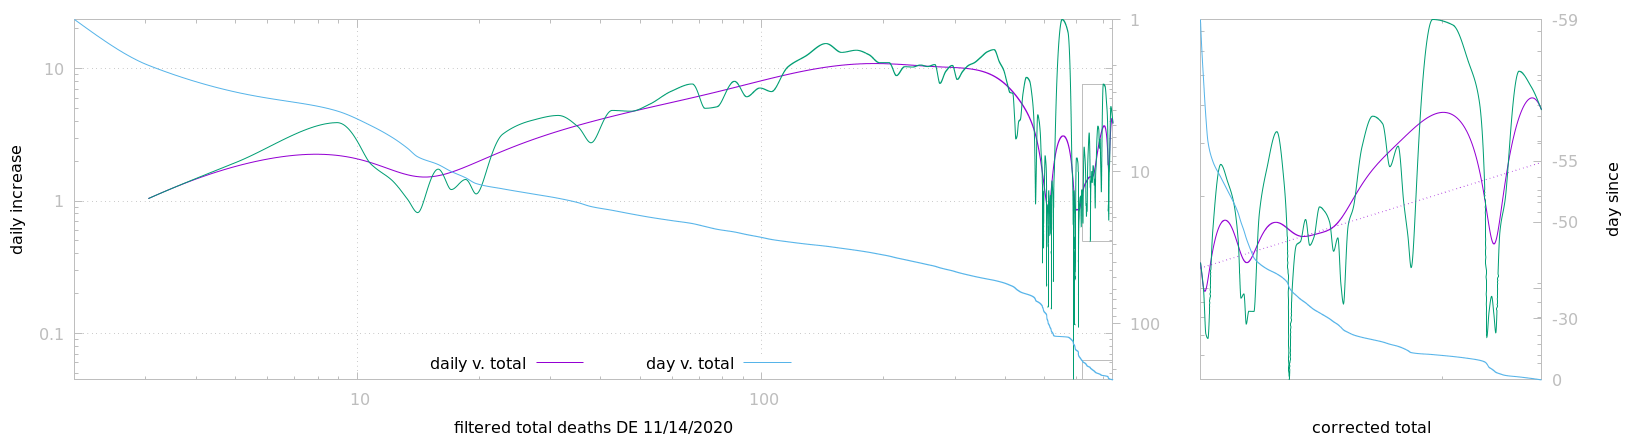 10
1
0.1
daily increase
daily v. total
day v. total
10
100
filtered total deaths DE 11/14/2020
1
10
100
-59
-55
-50
-30
0
day since
corrected total